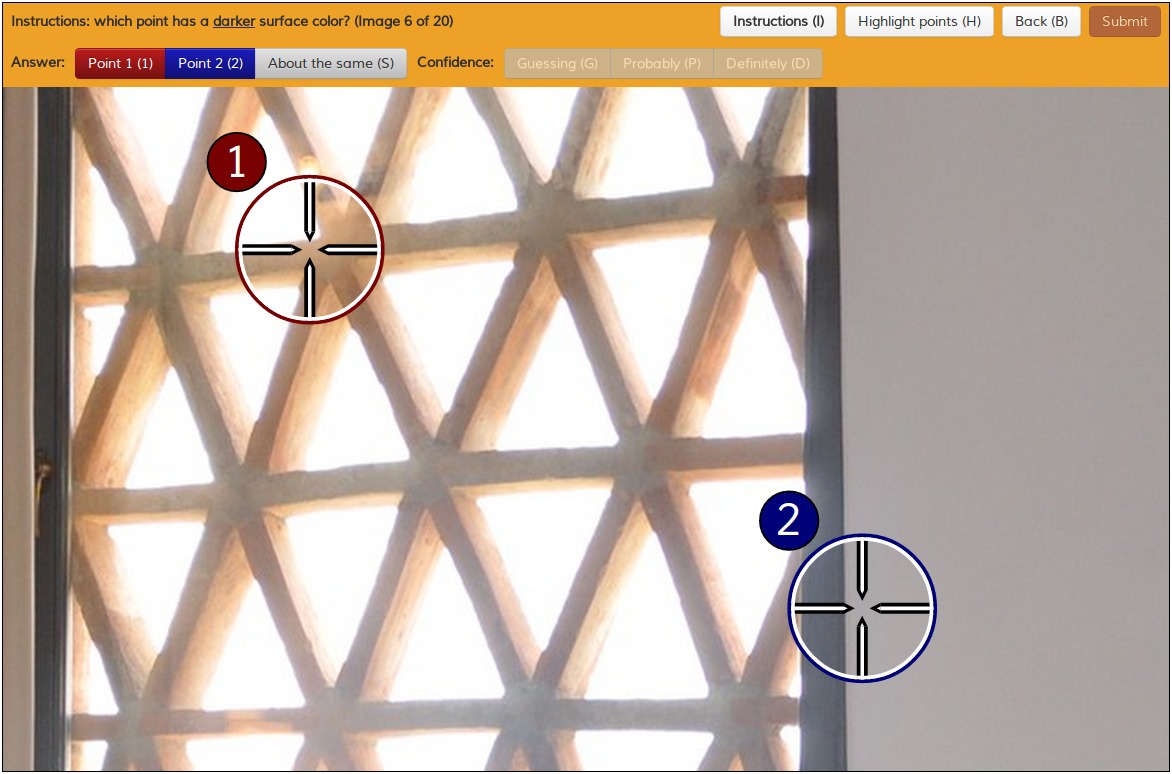 Instructions: which point has a darker surface color? (Image 6 of 20)
Instructions (I) Highlight points (H) Back (B) Submit
Answer: Point 1 (1) Point 2 (2) About the same (S) Confidence: Guessing (G) Probably (P) Definitely (D)
1
2